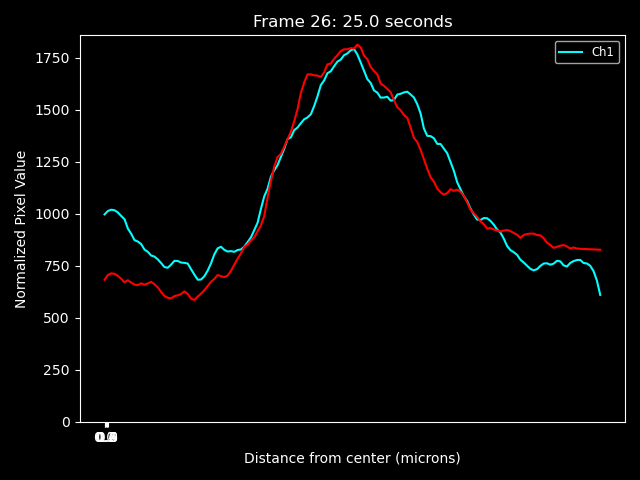 Frame 26: 25.0 seconds
Ch1
1750
1500
1250
1000
750
500
250
0
Normalized Pixel Value
Distance from center (microns)